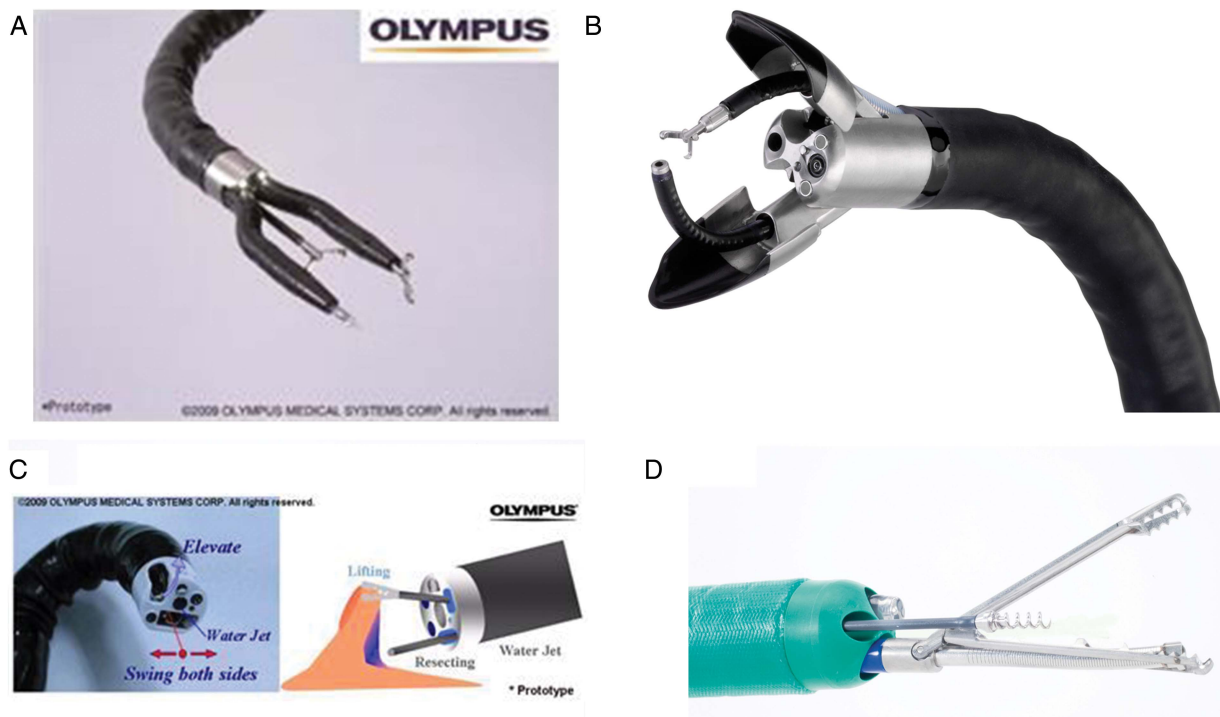 A
OLYMPUS
B
*Prototype
©2009 OLYMPUS MEDICAL SYSTEMS CORP. All rights reserved.
C
©2009 OLYMPUS MEDICAL SYSTEMS CORP. All rights reserved.
Elevate
Water Jet
Swing both sides
OLYMPUS
Lifting
Resecting
Water Jet
* Prototype
D